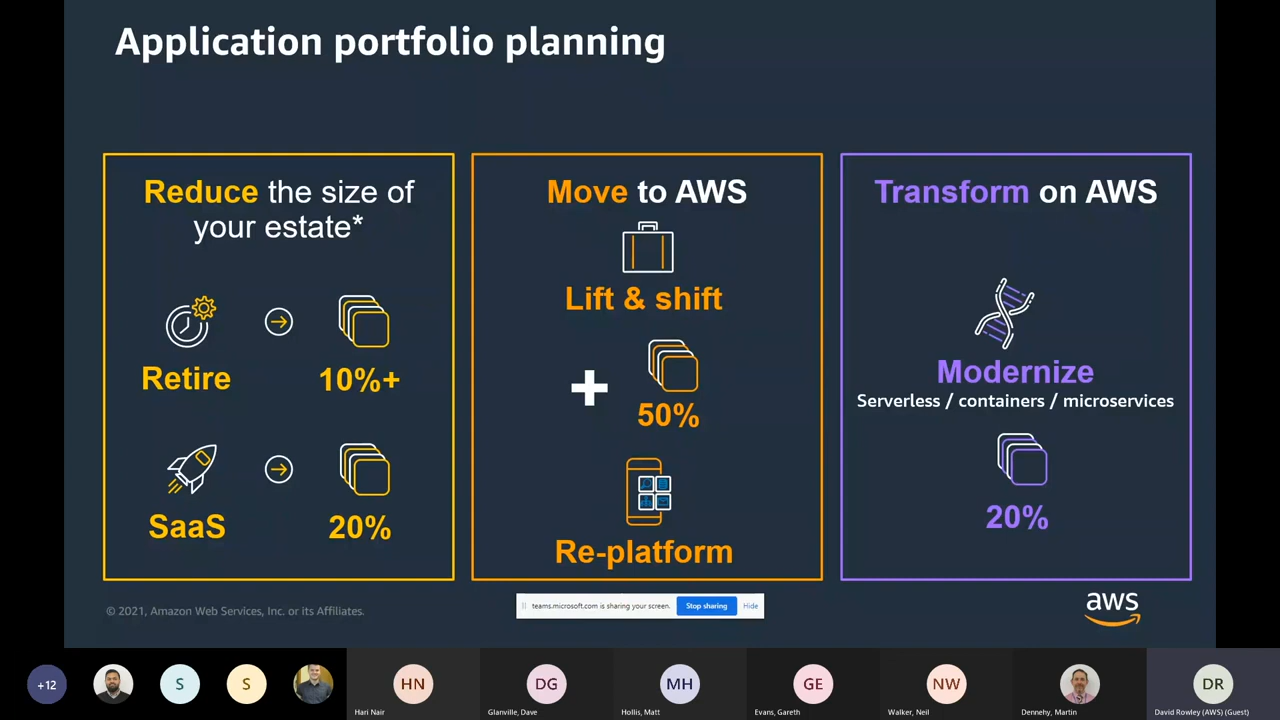 Application portfolio planning
Reduce the size of
your estate*
Retire
10%+
SaaS
20%
Move to AWS
Lift & shift
+
50%
Re-platform
Transform on AWS
Modernize
Serverless / containers / microservices
20%
© 2021, Amazon Web Services, Inc. or its Affiliates.
teams.microsoft.com is sharing your screen.
Stop sharing
Hide
aws
+12
S
S
HN
Hari Nair
DG
Glanville, Dave
MH
Hollis, Matt
GE
Evans, Gareth
NW
Walker, Neil
Dennehy, Martin
DR
David Rowley (AWS) (Guest)